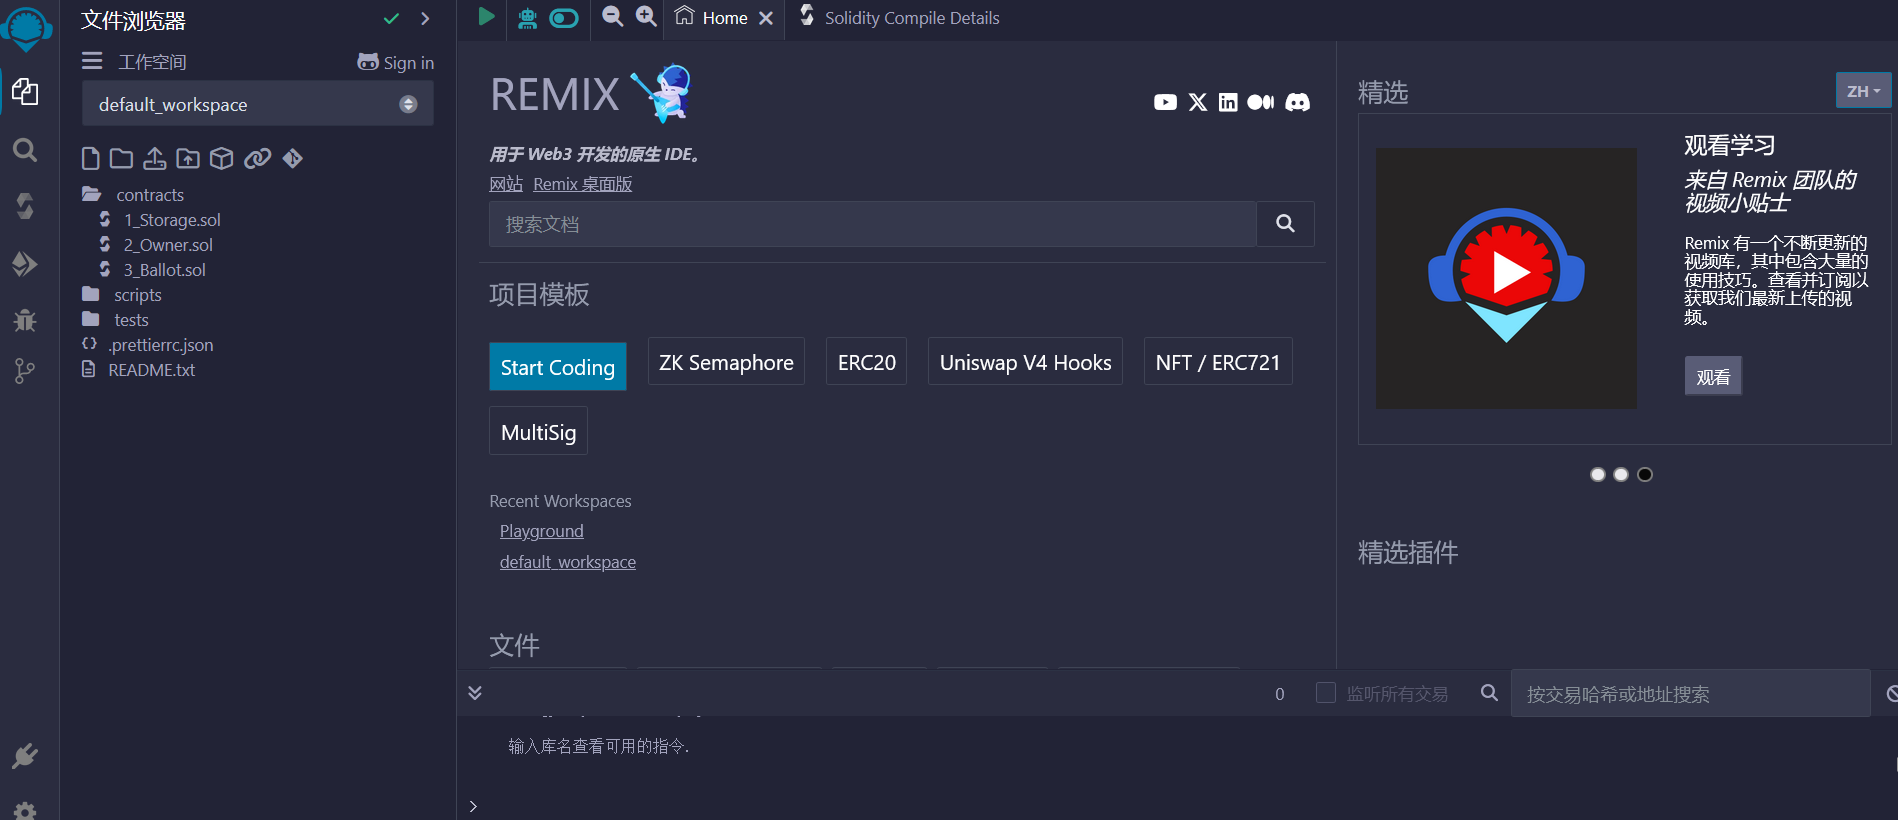 文件浏览器
工作空间
Sign in
default_workspace
contracts
1_Storage.sol
2_Owner.sol
3_Ballot.sol
scripts
tests
.prettierrc.json
README.txt
Home
Solidity Compile Details
REMIX
用于 Web3 开发的原生 IDE。
网站 Remix 桌面版
搜索文档
项目模板
Start Coding
ZK Semaphore
ERC20
Uniswap V4 Hooks
NFT / ERC721
MultiSig
Recent Workspaces
Playground
default_workspace
文件
精选
ZH
观看学习
来自 Remix 团队的
视频小贴士
Remix 有一个不断更新的
视频库，其中包含大量的
使用技巧。查看并订阅以
获取我们最新上传的视
频。
观看
精选插件
0
监听所有交易
按交易哈希或地址搜索
输入库名查看可用的指令.
>